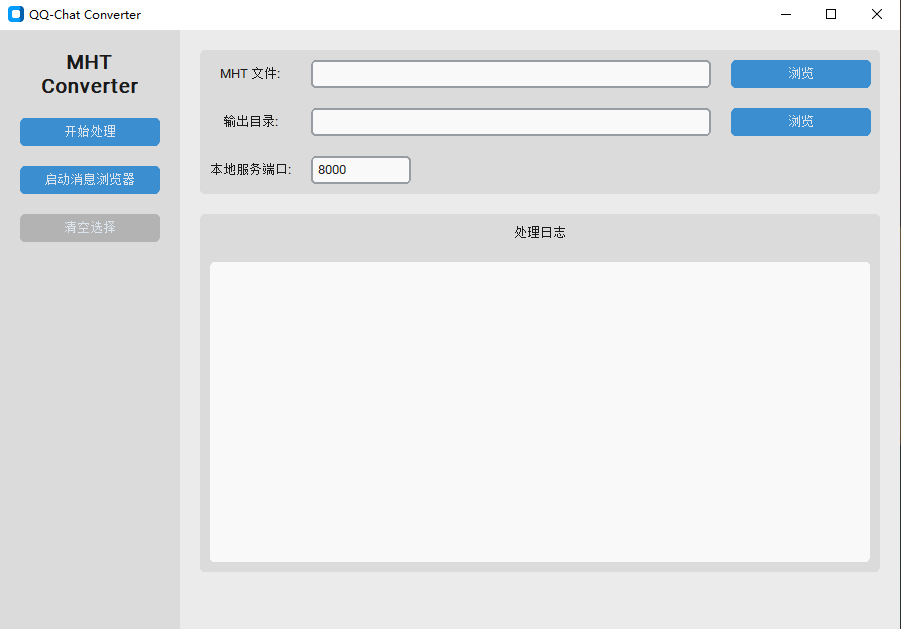 QQ-Chat Converter
MHT
Converter
开始处理
启动消息浏览器
清空选择
MHT 文件:
浏览
输出目录:
浏览
本地服务端口:
8000
处理日志